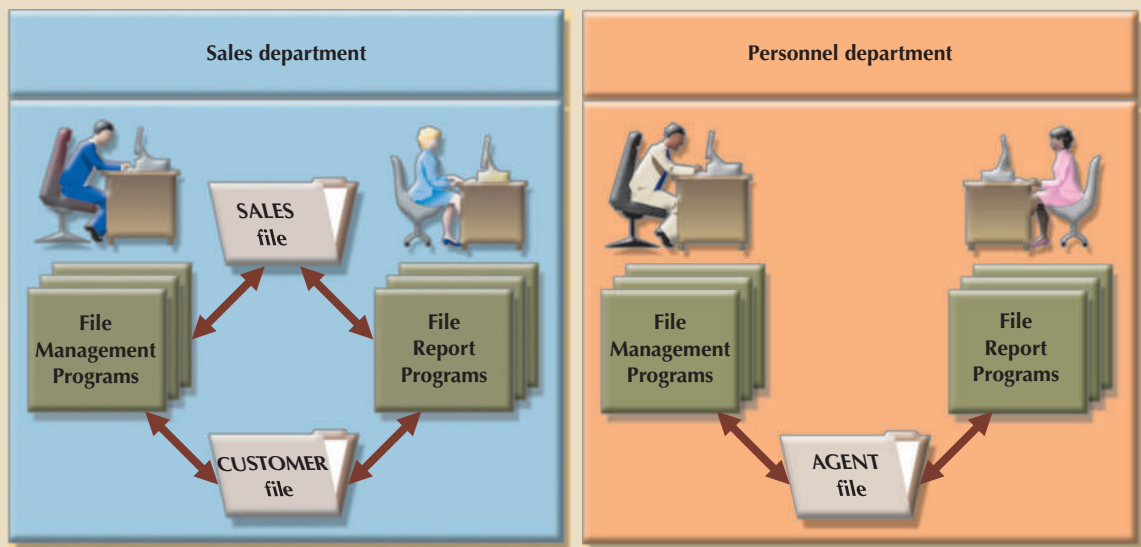 Sales department
SALES
file
File
Management
Programs
File
Report
Programs
CUSTOMER
file
Personnel department
File
Management
Programs
File
Report
Programs
AGENT
file